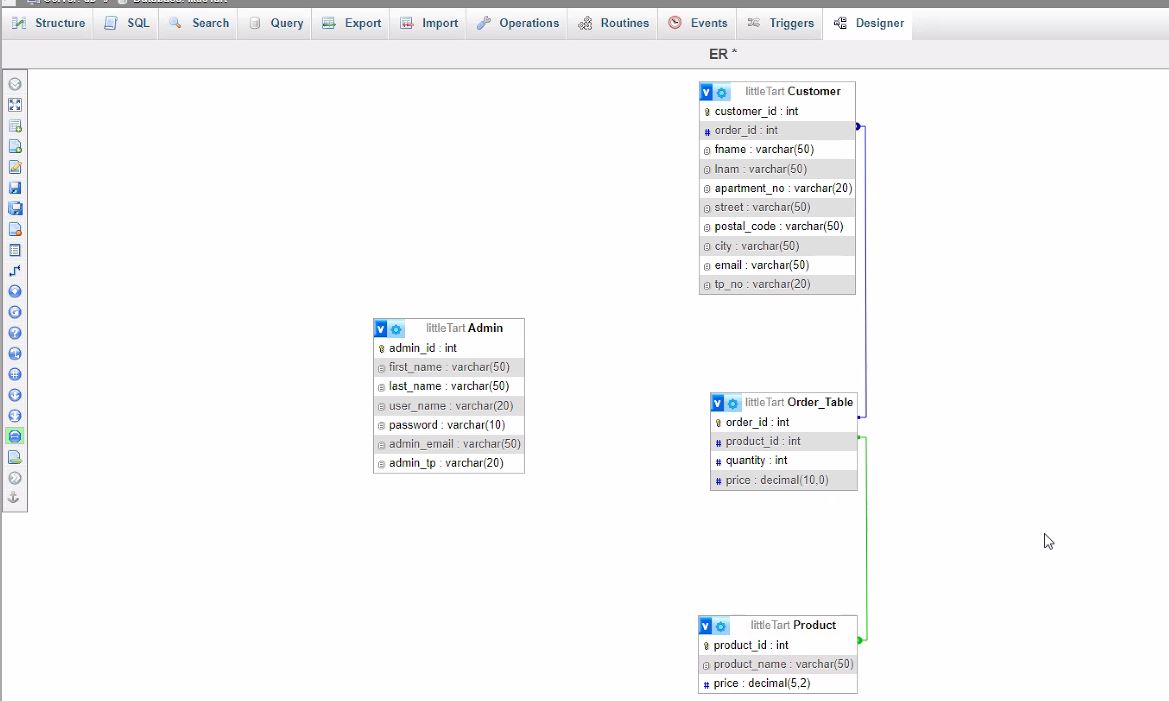 Server: db » Database: littleTart
Structure SQL Search Query Export Import Operations Routines Events Triggers Designer
ER *
littleTart Customer
customer_id : int
order_id : int
fname : varchar(50)
lnam : varchar(50)
apartment_no : varchar(20)
street : varchar(50)
postal_code : varchar(50)
city : varchar(50)
email : varchar(50)
tp_no : varchar(20)
littleTart Admin
admin_id : int
first_name : varchar(50)
last_name : varchar(50)
user_name : varchar(20)
password : varchar(10)
admin_email : varchar(50)
admin_tp : varchar(20)
littleTart Order_Table
order_id : int
product_id : int
quantity : int
price : decimal(10,0)
littleTart Product
product_id : int
product_name : varchar(50)
price : decimal(5,2)